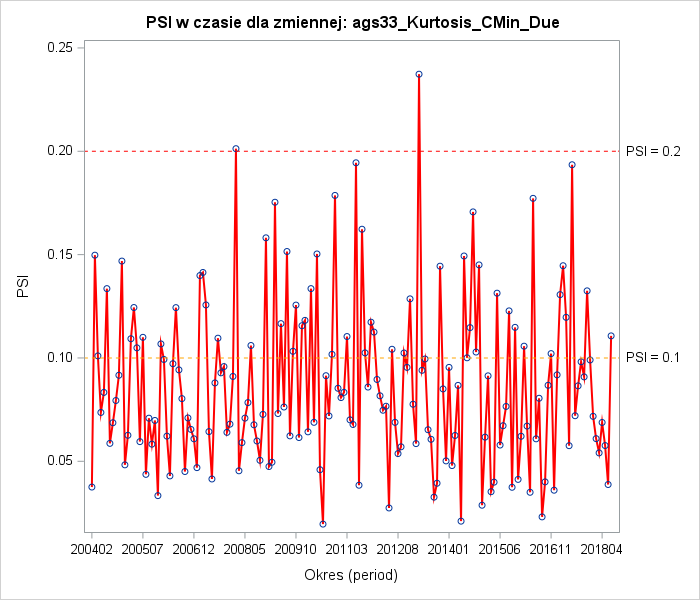 PSI w czasie dla zmiennej: ags33_Kurtosis_CMin_Due
0.25
0.20
0.15
0.10
0.05
PSI
PSI = 0.2
PSI = 0.1
200402 200507 200612 200805 200910 201103 201208 201401 201506 201611 201804
Okres (period)